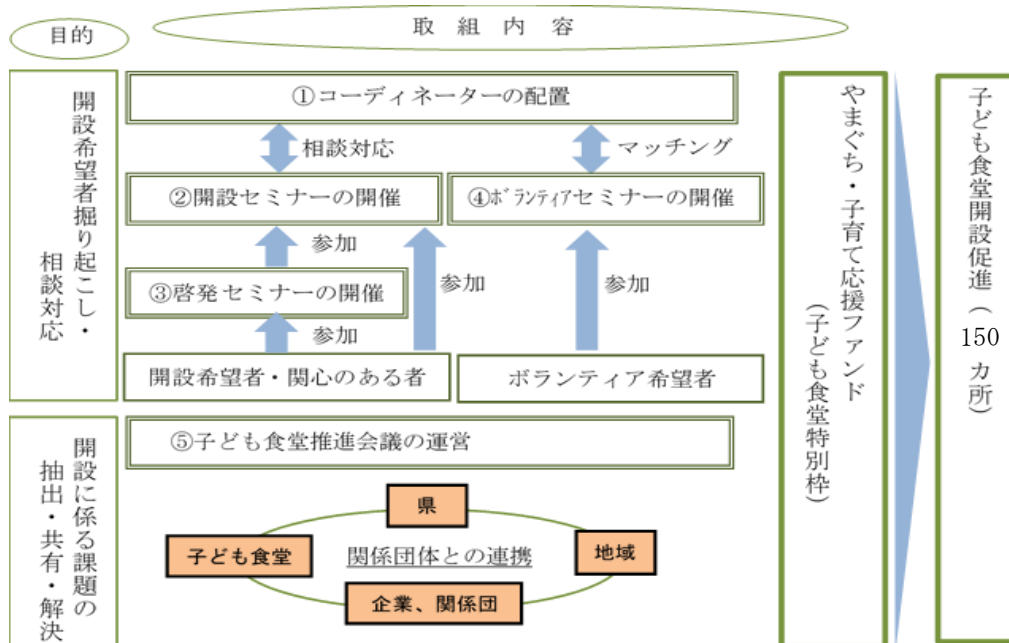 目的
取組内容
開設希望者掘り起こし・
相談対応
①コーディネーターの配置
相談対応
マッチング
②開設セミナーの開催
④ﾎﾞﾗﾝﾃｨｱセミナーの開催
参加
参加
参加
③啓発セミナーの開催
参加
開設希望者・関心のある者
ボランティア希望者
開設に係る課題の
抽出・共有・解決
⑤子ども食堂推進会議の運営
県
子ども食堂
関係団体との連携
地域
企業、関係団
やまぐち・子育て応援ファンド
(子ども食堂特別枠)
子ども食堂開設促進(150カ所)